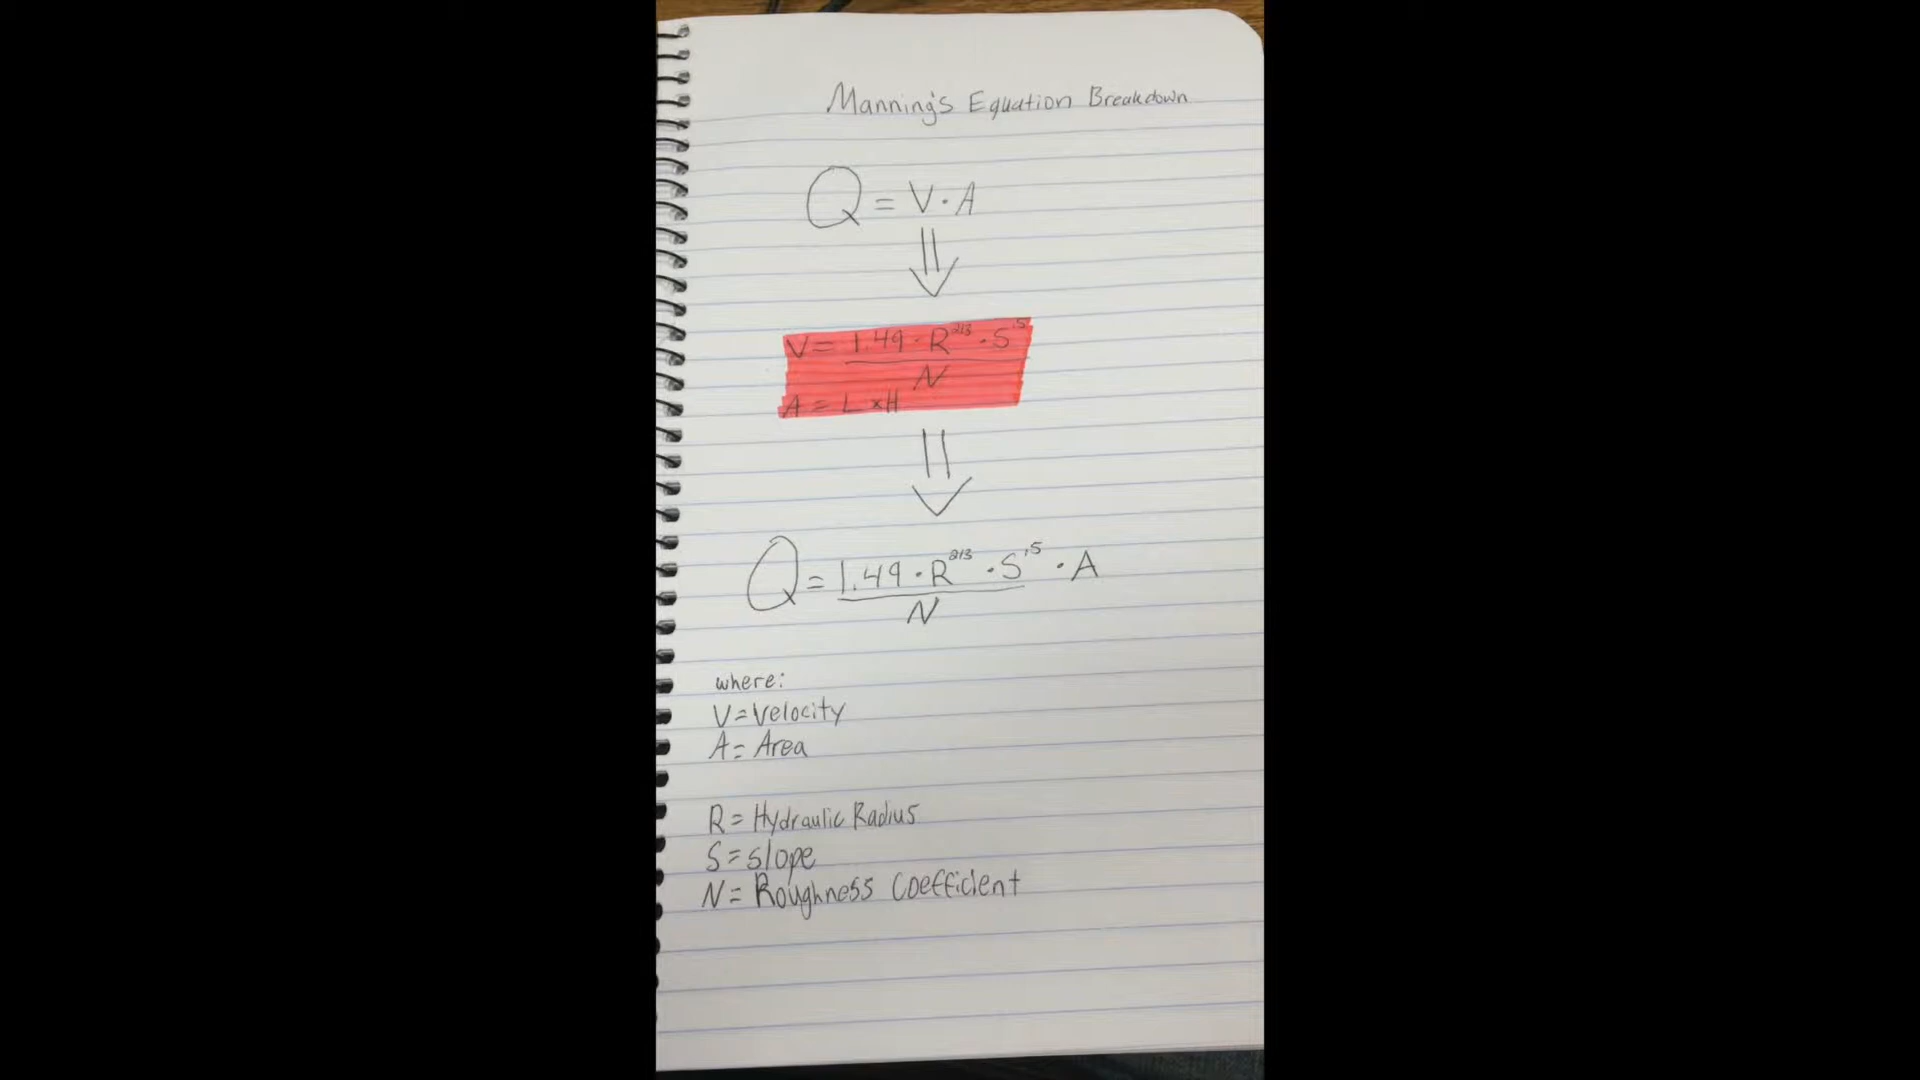 Manning's Equation Breakdown
Q = V · A
V = 1.49 · R^2/3 · S^.5
N
A = L x H
Q = 1.49 · R^2/3 · S^.5 · A
N
where:
V = Velocity
A = Area
R = Hydraulic Radius
S = slope
N = Roughness Coefficient